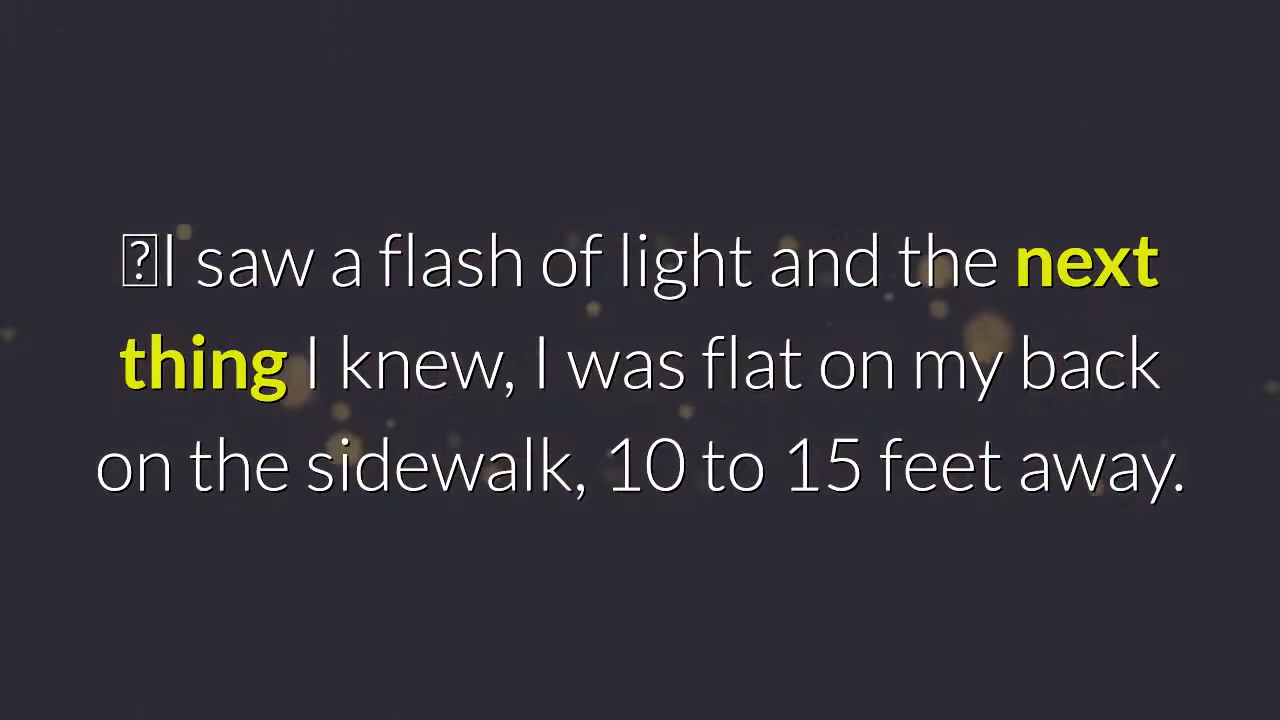 I saw a flash of light and the next
thing I knew, I was flat on my back
on the sidewalk, 10 to 15 feet away.